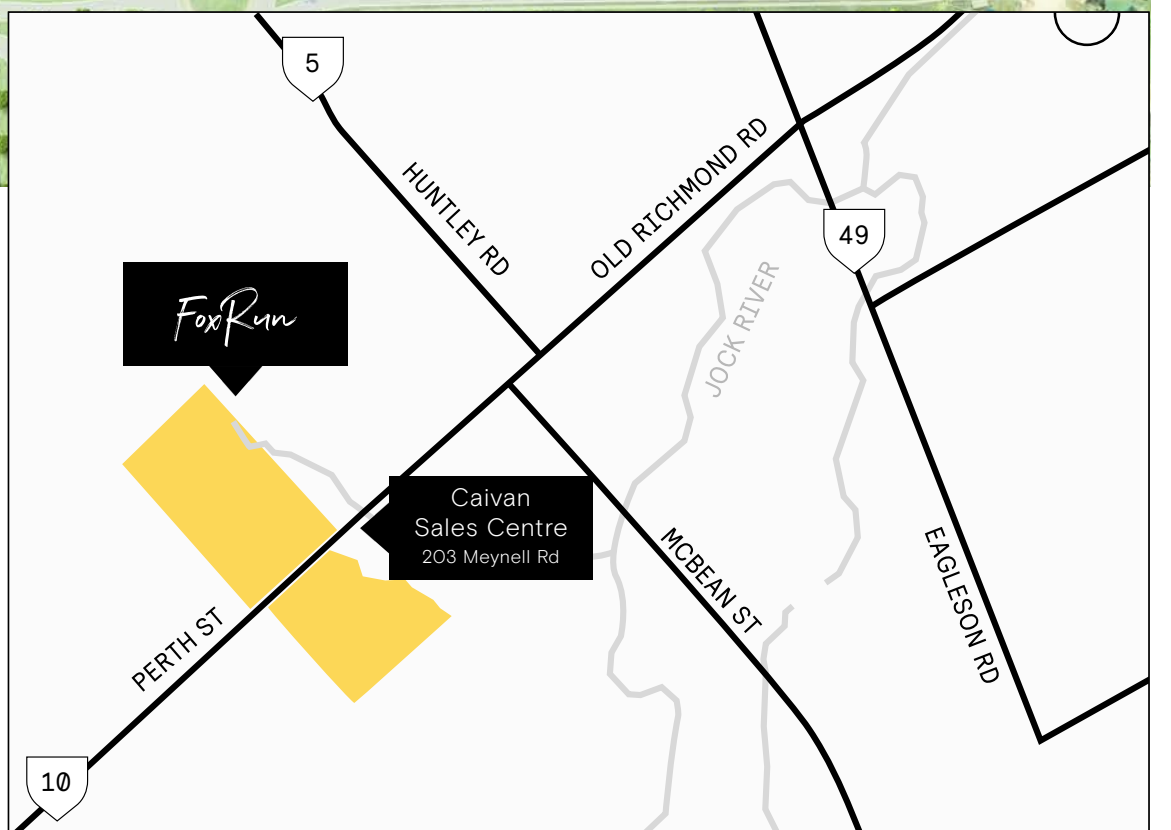 5
HUNTLEY RD
OLD RICHMOND RD
49
JOCK RIVER
FoxRun
Caivan
Sales Centre
203 Meynell Rd
MCBEAN ST
EAGLESON RD
PERTH ST
10